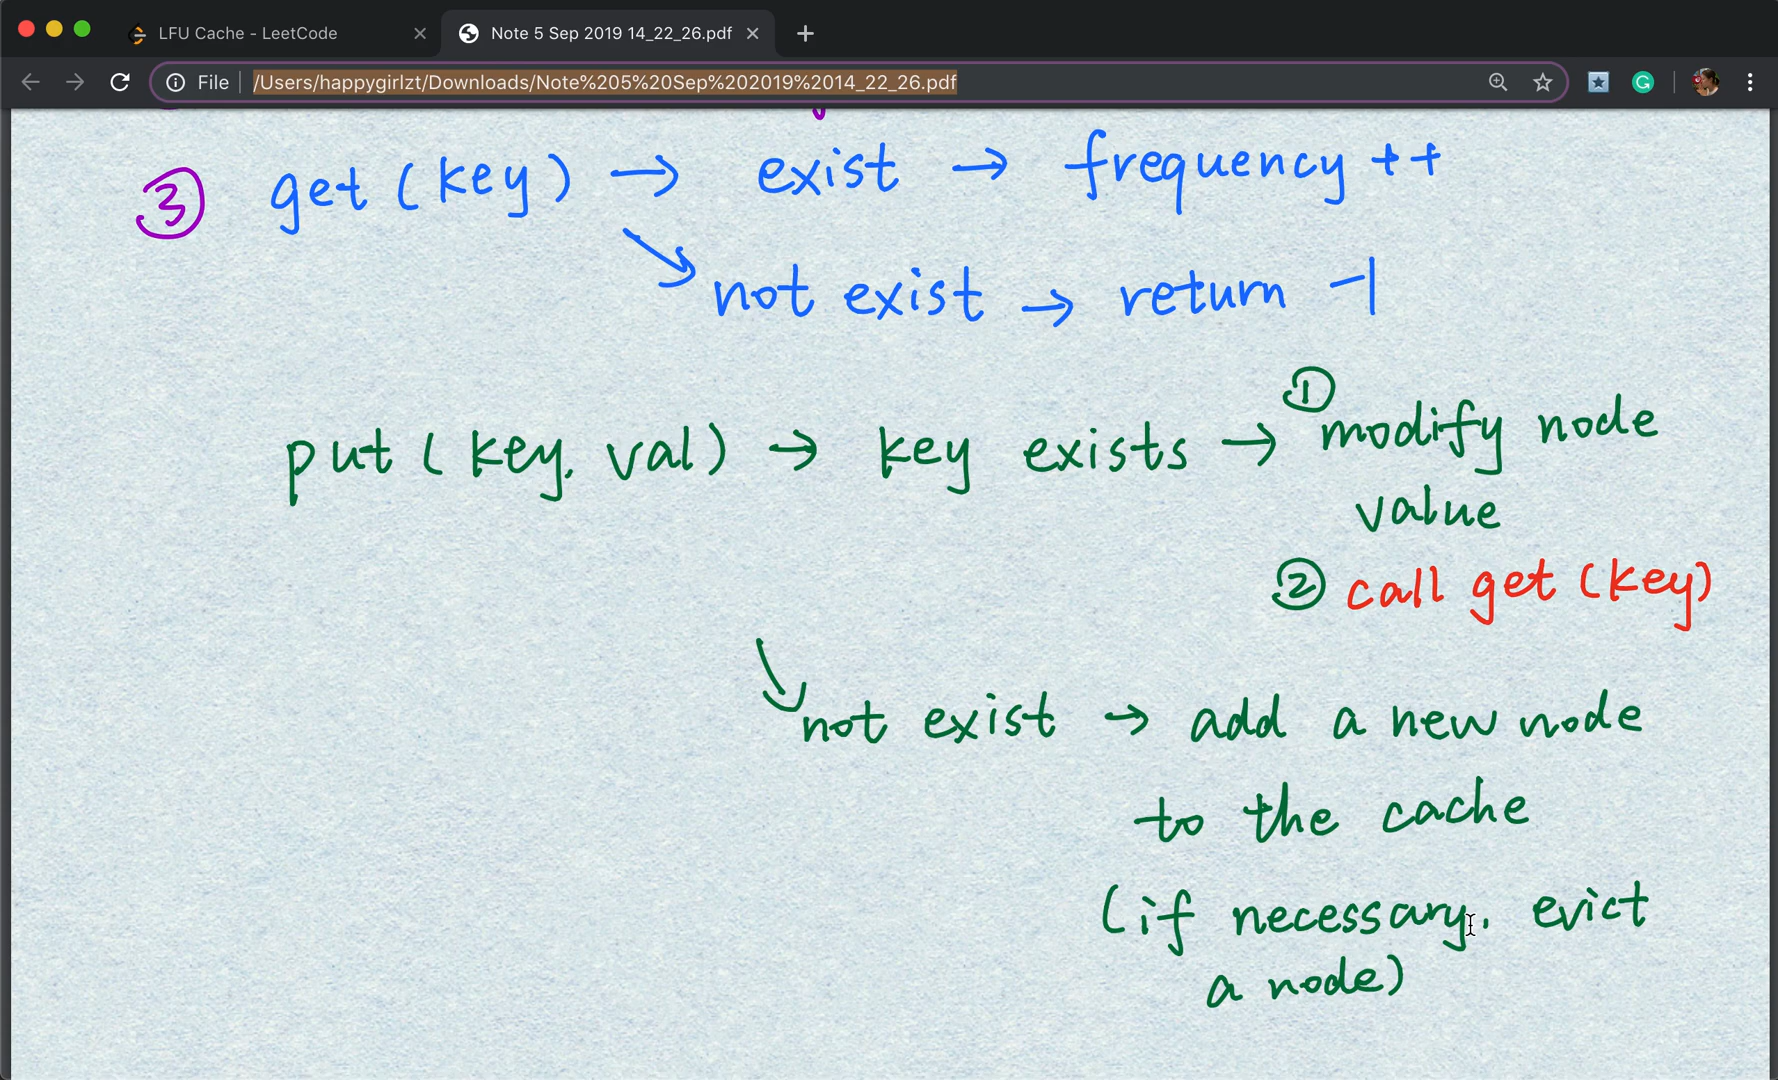 LFU Cache - LeetCode
Note 5 Sep 2019 14_22_26.pdf
File /Users/happygirlzt/Downloads/Note%205%20Sep%202019%2014_22_26.pdf
③ get (key) → exist → frequency ++
not exist → return -1
put ( key, val) → key exists → ① modify node
value
② call get (key)
not exist → add a new node
to the cache
(if necessary, evict
a node)